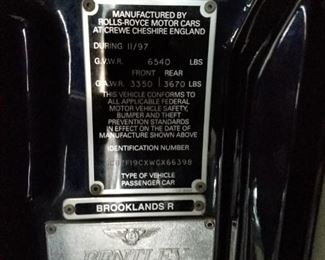 MANUFACTURED BY
ROLLS-ROYCE MOTOR CARS
AT CREWE CHESHIRE ENGLAND
DURING 11/97
G.V.W.R. 6540 LBS
FRONT REAR
G.A.W.R. 3350 3670 LBS
THIS VEHICLE CONFORMS TO
ALL APPLICABLE FEDERAL
MOTOR VEHICLE SAFETY,
BUMPER AND THEFT
PREVENTION STANDARDS
IN EFFECT ON THE DATE OF
MANUFACTURE SHOWN ABOVE
IDENTIFICATION NUMBER
TYPE OF VEHICLE
PASSENGER CAR
BROOKLANDS R
BENTLEY